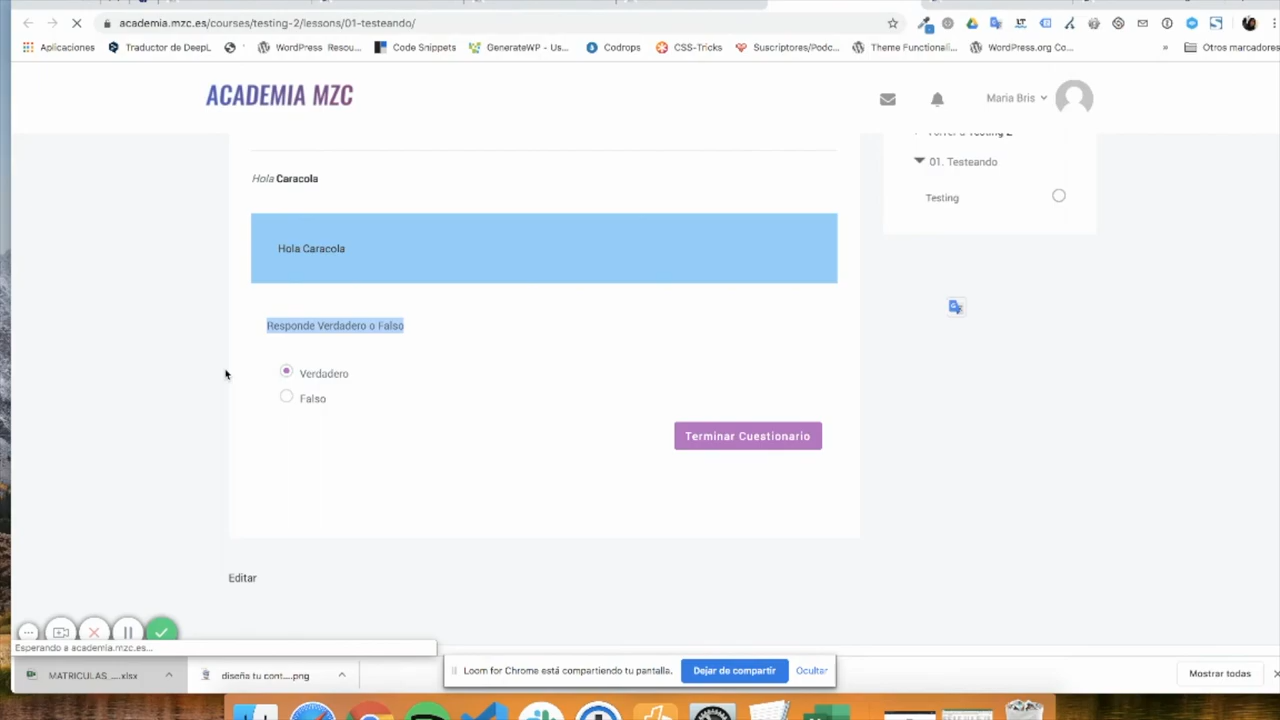 academia.mzc.es/courses/testing-2/lessons/01-testeando/
Aplicaciones
Traductor de DeepL
WordPress Resou...
Code Snippets
GenerateWP - Us...
Codrops
CSS-Tricks
Suscriptores/Podc...
Theme Functionali...
WordPress.org Co...
»
Otros marcadores
ACADEMIA MZC
Maria Bris
Testing 2
01. Testeando
Testing
Hola Caracola
Hola Caracola
Responde Verdadero o Falso
Verdadero
Falso
Terminar Cuestionario
Editar
Esperando a academia.mzc.es...
MATRICULAS_....xlsx
diseña tu cont....png
Loom for Chrome está compartiendo tu pantalla.
Dejar de compartir
Ocultar
Mostrar todas